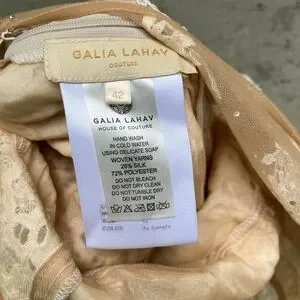 GALIA LAHAV
COUTURE
42
GALIA LAHAV
HOUSE OF COUTURE
HAND WASH
IN COLD WATER
USING DELICATE SOAP
WOVEN YARNS
28% SILK
72% POLYESTER
DO NOT BLEACH
DO NOT DRY CLEAN
DO NOT TUMBLE DRY
DO NOT IRON
COLOR: As Sample